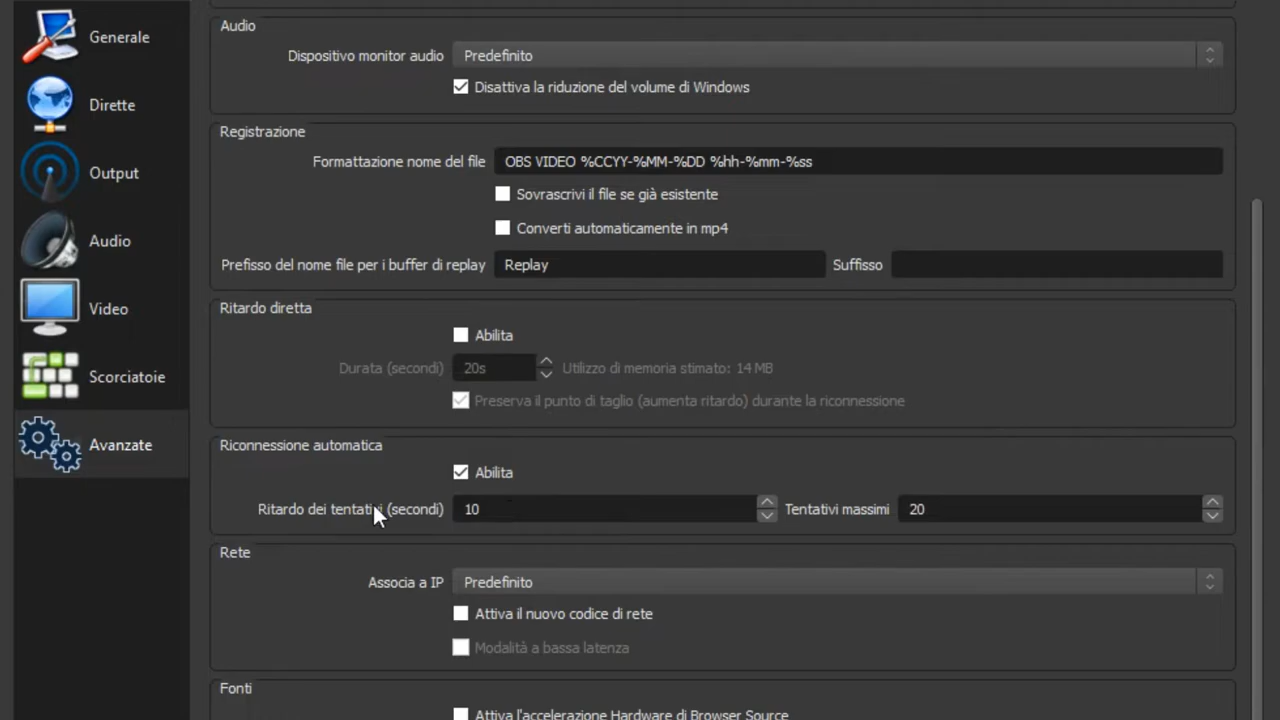 Generale
Dirette
Output
Audio
Video
Scorciatoie
Avanzate
Audio
Dispositivo monitor audio Predefinito
Disattiva la riduzione del volume di Windows
Registrazione
Formattazione nome del file OBS VIDEO %CCYY-%MM-%DD %hh-%mm-%ss
Sovrascrivi il file se già esistente
Converti automaticamente in mp4
Prefisso del nome file per i buffer di replay Replay Suffisso
Ritardo diretta
Abilita
Durata (secondi) 20s Utilizzo di memoria stimato: 14 MB
Preserva il punto di taglio (aumenta ritardo) durante la riconnessione
Riconnessione automatica
Abilita
Ritardo dei tentativi (secondi) 10 Tentativi massimi 20
Rete
Associa a IP Predefinito
Attiva il nuovo codice di rete
Modalità a bassa latenza
Fonti
Attiva l'accelerazione Hardware di Browser Source